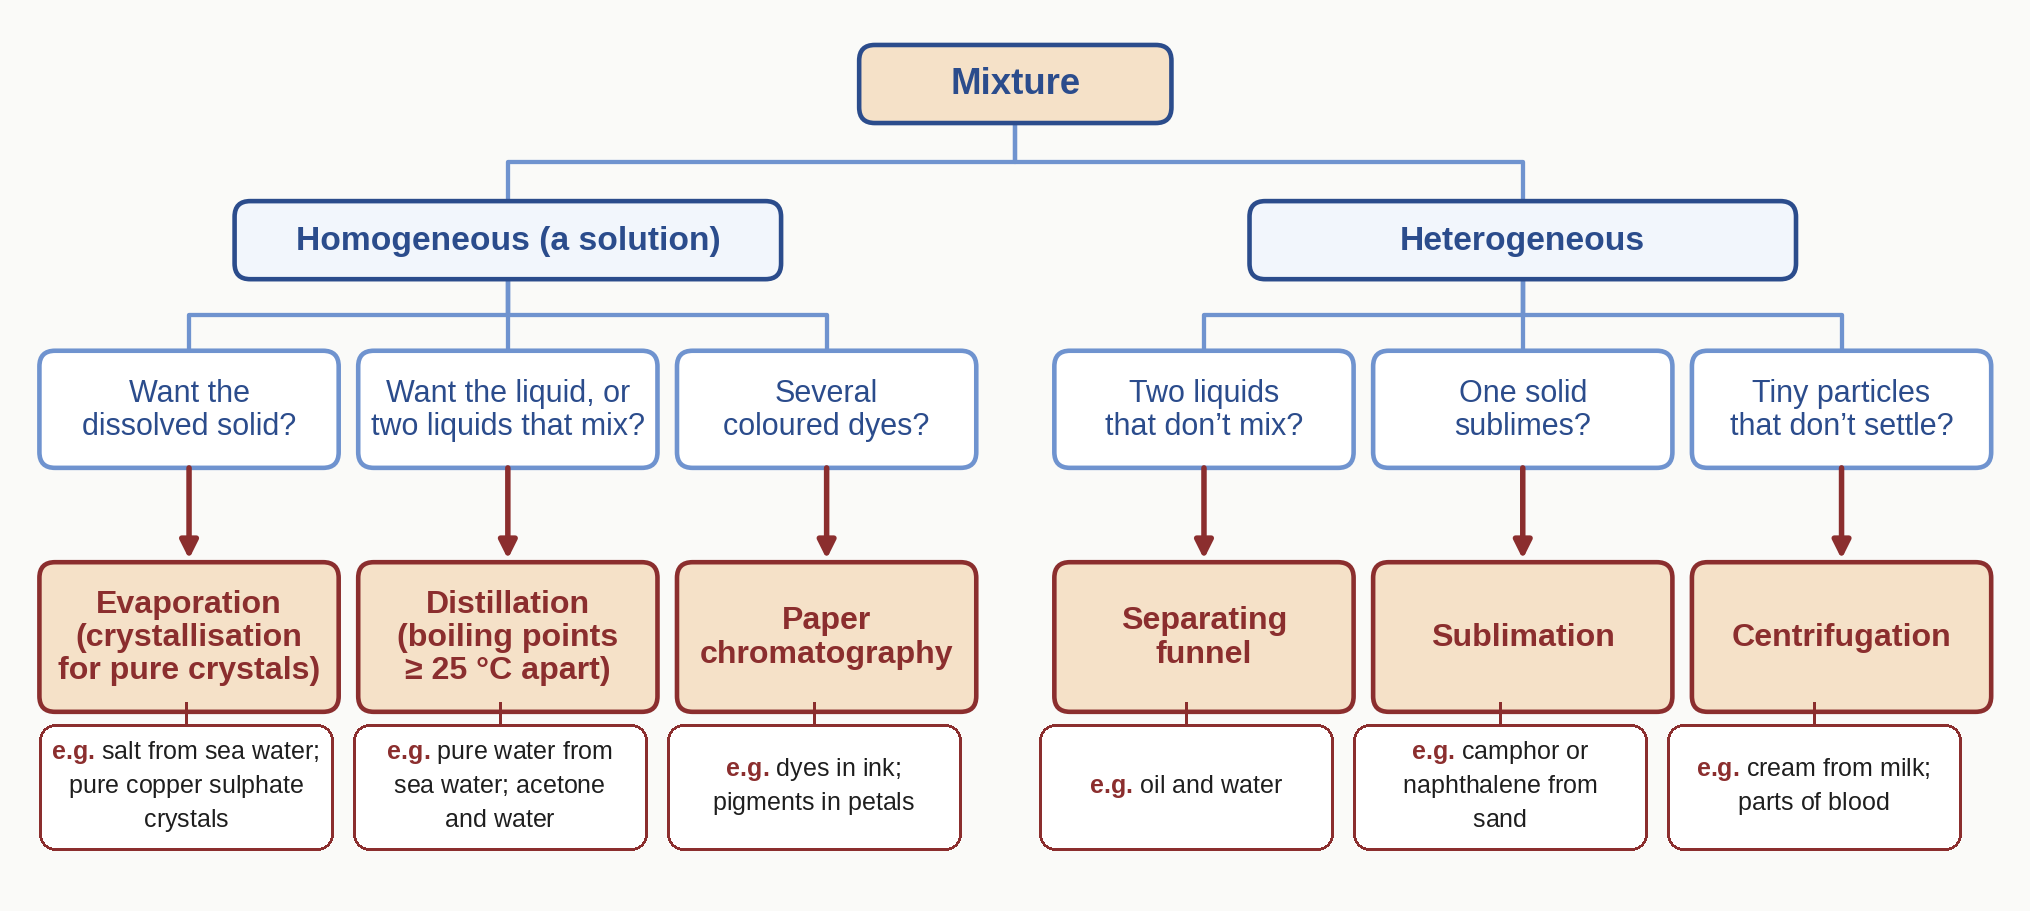 Mixture
Homogeneous (a solution)
Heterogeneous
Want the
dissolved solid?
Want the liquid, or
two liquids that mix?
Several
coloured dyes?
Two liquids
that don’t mix?
One solid
sublimes?
Tiny particles
that don’t settle?
Evaporation
(crystallisation
for pure crystals)
Distillation
(boiling points
≥ 25 °C apart)
Paper
chromatography
Separating
funnel
Sublimation
Centrifugation
e.g. salt from sea water;
pure copper sulphate
crystals
e.g. pure water from
sea water; acetone
and water
e.g. dyes in ink;
pigments in petals
e.g. oil and water
e.g. camphor or
naphthalene from
sand
e.g. cream from milk;
parts of blood